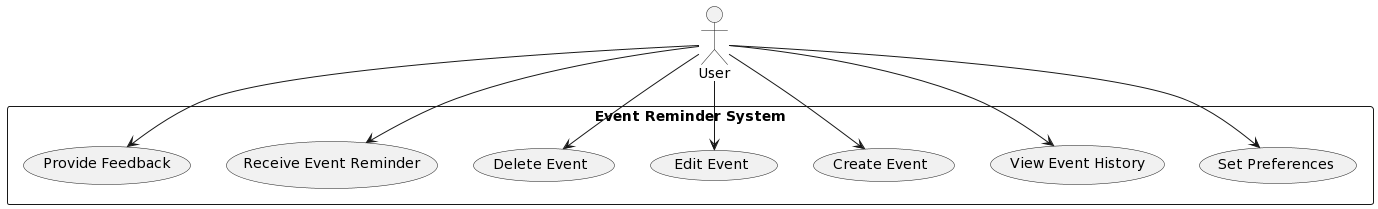 User
Event Reminder System
Provide Feedback
Receive Event Reminder
Delete Event
Edit Event
Create Event
View Event History
Set Preferences